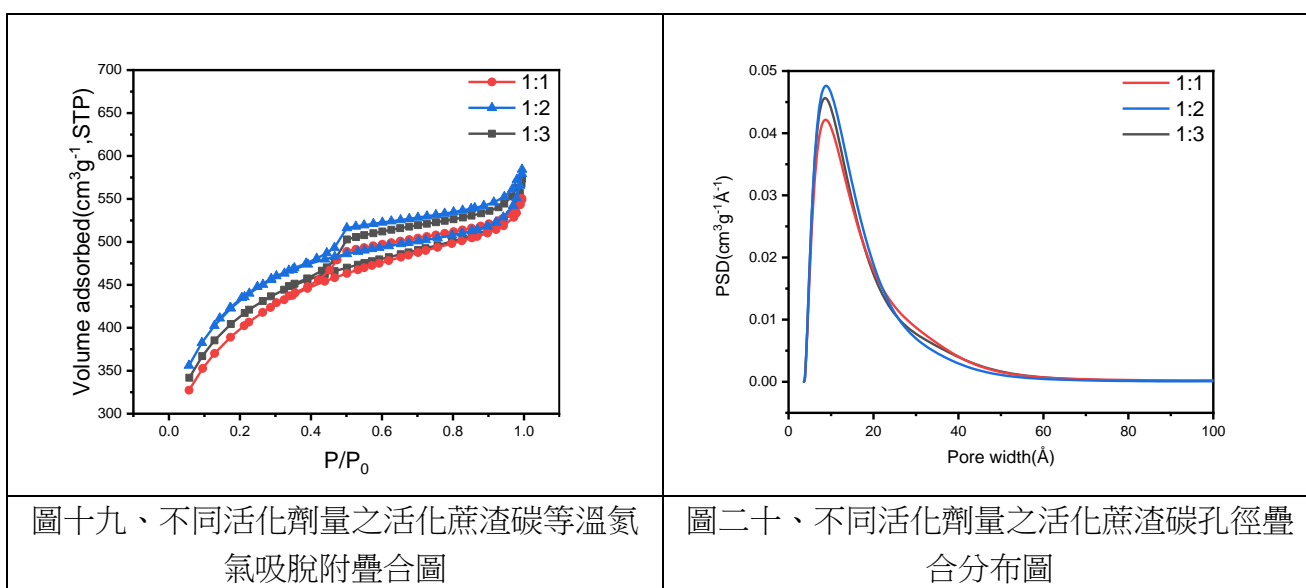 700
650
600
550
500
450
400
350
300
Volume adsorbed(cm³g⁻¹,STP)
1:1
1:2
1:3
0.0 0.2 0.4 0.6 0.8 1.0
P/P₀
0.05
0.04
0.03
0.02
0.01
0.00
PSD(cm³g⁻¹Å⁻¹)
1:1
1:2
1:3
0 20 40 60 80 100
Pore width(Å)
圖十九、不同活化劑量之活化蔗渣碳等溫氮
氣吸脫附疊合圖
圖二十、不同活化劑量之活化蔗渣碳孔徑疊
合分布圖